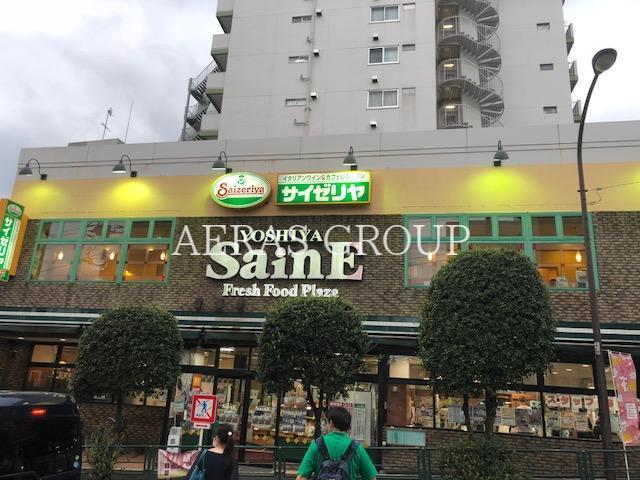 イタリアンワイン&カフェレストラン
Saizeriya
サイゼリヤ
サイゼリヤ
YOSHIYA
SainE
Fresh Food Plaza
AERAS GROUP